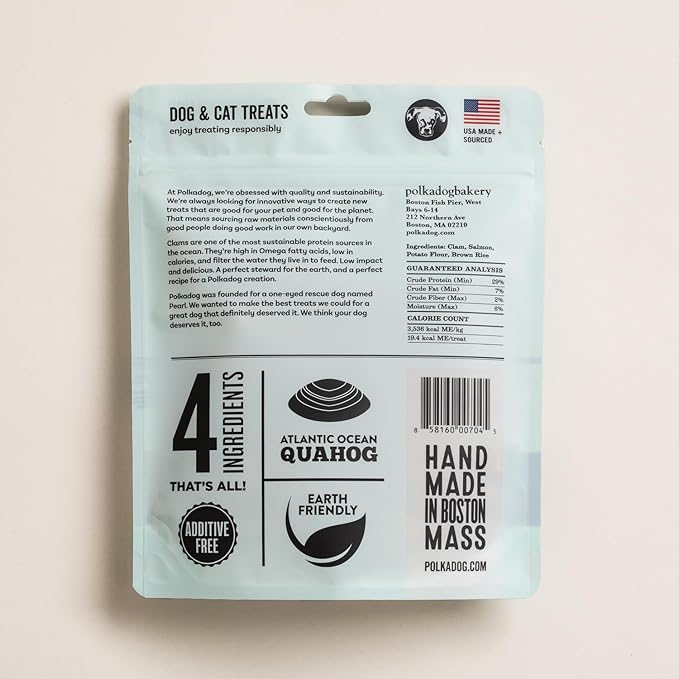 DOG & CAT TREATS
enjoy treating responsibly
USA MADE +
SOURCED
At Polkadog, we're obsessed with quality and sustainability.
We're always looking for innovative ways to create new
treats that are good for your pet and good for the planet.
That means sourcing raw materials conscientiously from
good people doing good work in our own backyard.
Clams are one of the most sustainable protein sources in
the ocean. They're high in Omega fatty acids, low in
calories, and filter the water they live in to feed. Low impact
and delicious. A perfect steward for the earth, and a perfect
recipe for a Polkadog creation.
Polkadog was founded for a one-eyed rescue dog named
Pearl. We wanted to make the best treats we could for a
great dog that definitely deserved it. We think your dog
deserves it, too.
polkadogbakery
Boston Fish Pier, West
Bays 6-14
212 Northern Ave
Boston, MA 02210
polkadog.com
Ingredients: Clam, Salmon,
Potato Flour, Brown Rice
GUARANTEED ANALYSIS
Crude Protein (Min) 29%
Crude Fat (Min) 7%
Crude Fiber (Max) 2%
Moisture (Max) 6%
CALORIE COUNT
3,536 kcal ME/kg
19.4 kcal ME/treat
4 INGREDIENTS
THAT'S ALL!
ADDITIVE
FREE
ATLANTIC OCEAN
QUAHOG
EARTH
FRIENDLY
8 58160 00704 5
HAND
MADE
IN BOSTON
MASS
POLKADOG.COM